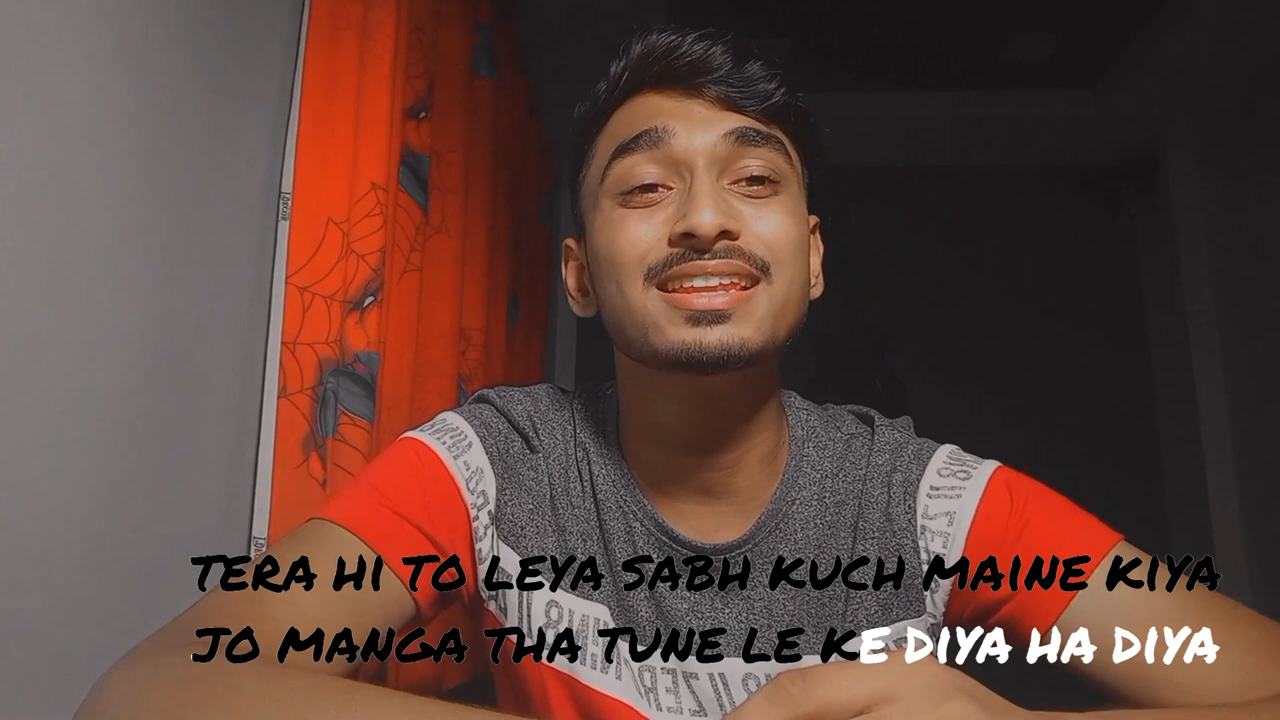 TERA HI TO LEYA SABH KUCH MAINE KIYA
JO MANGA THA TUNE LE KE DIYA HA DIYA